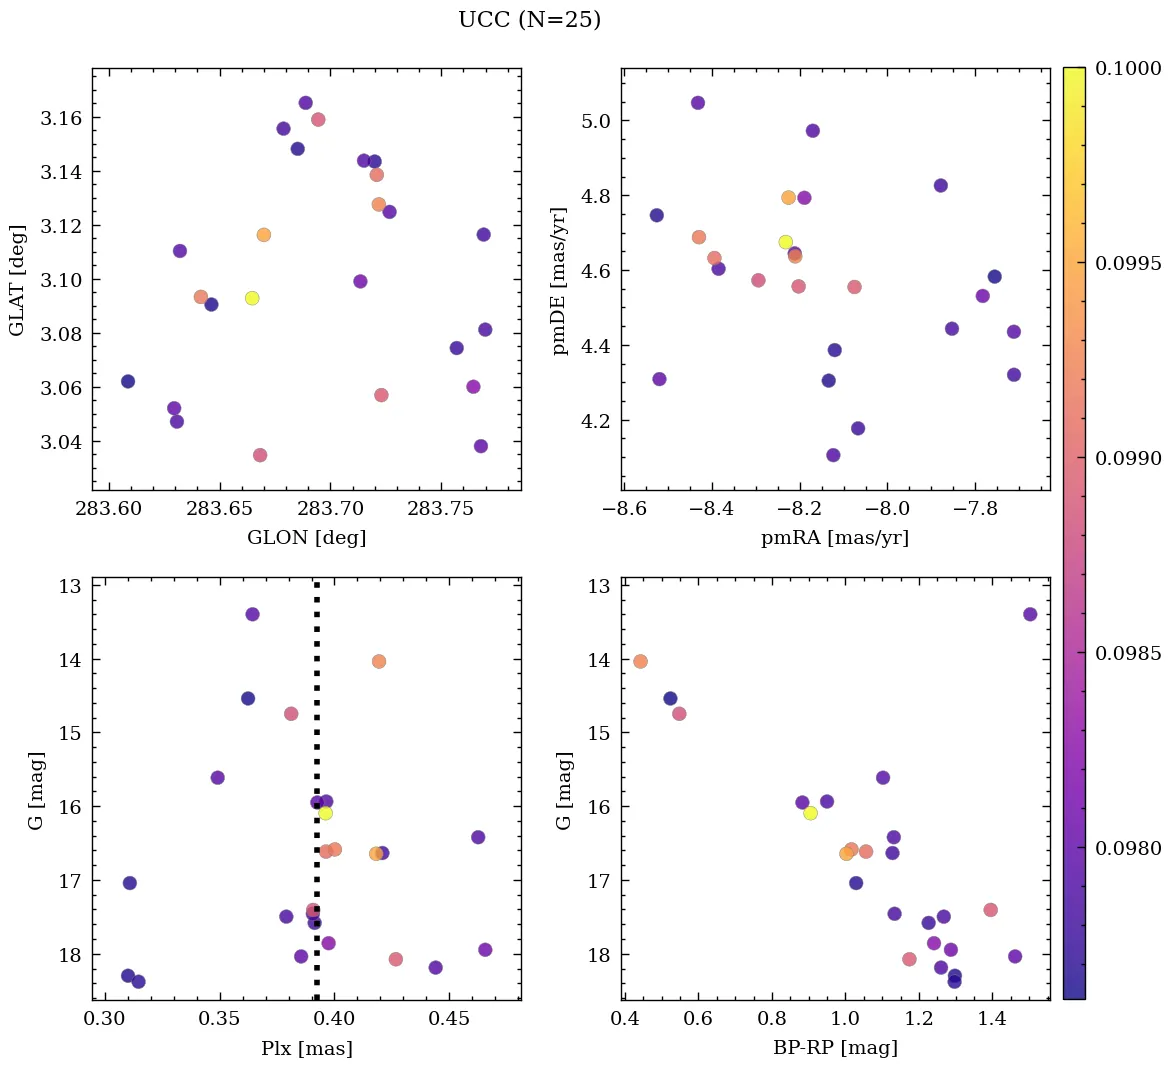 UCC (N=25)
3.16
3.14
3.12
3.10
3.08
3.06
3.04
GLAT [deg]
283.60 283.65 283.70 283.75
GLON [deg]
5.0
4.8
4.6
4.4
4.2
pmDE [mas/yr]
−8.6 −8.4 −8.2 −8.0 −7.8
pmRA [mas/yr]
0.1000
0.0995
0.0990
0.0985
0.0980
13
14
15
16
17
18
G [mag]
0.30 0.35 0.40 0.45
Plx [mas]
13
14
15
16
17
18
G [mag]
0.4 0.6 0.8 1.0 1.2 1.4
BP-RP [mag]